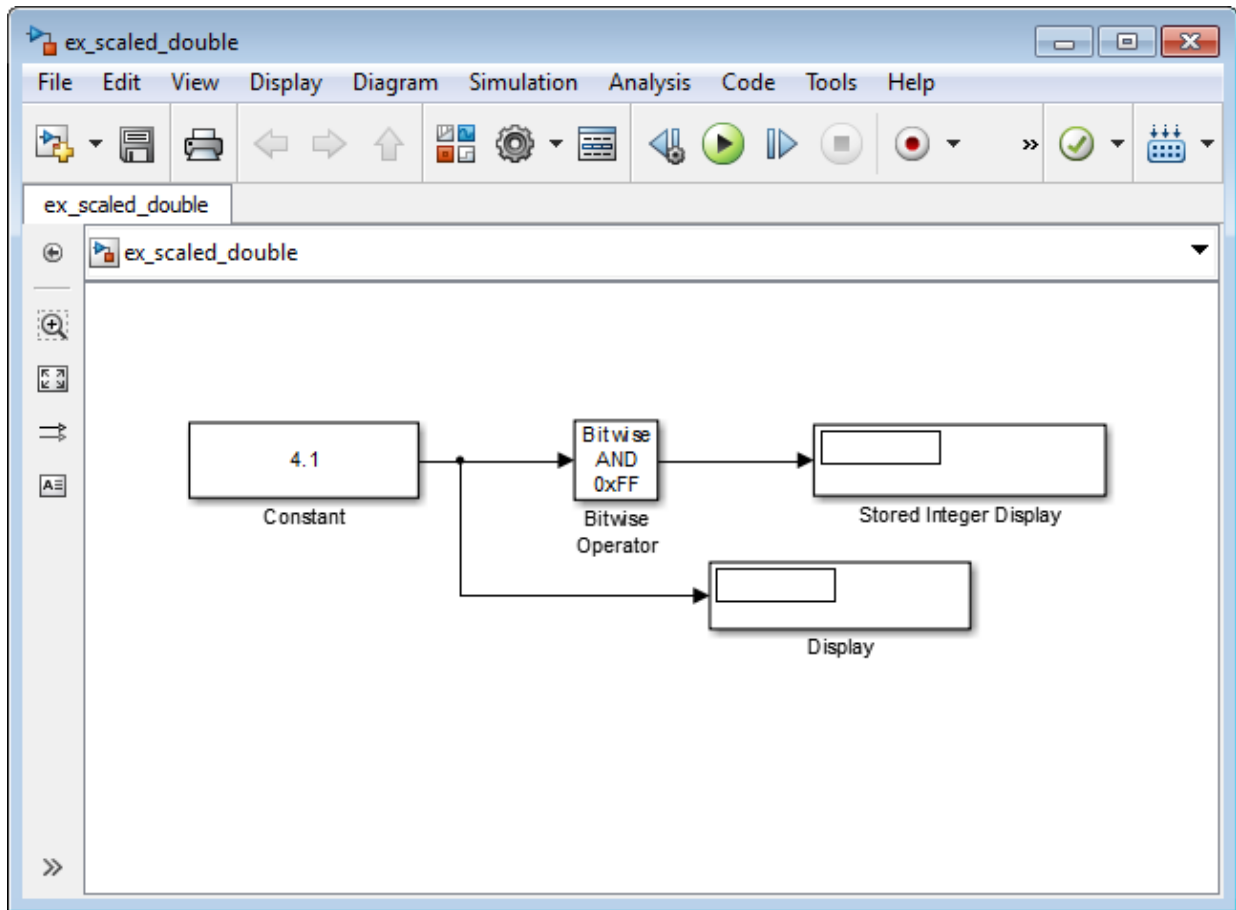 ex_scaled_double
File Edit View Display Diagram Simulation Analysis Code Tools Help
ex_scaled_double
ex_scaled_double
4.1
Constant
Bitwise
AND
0xFF
Bitwise
Operator
Stored Integer Display
Display